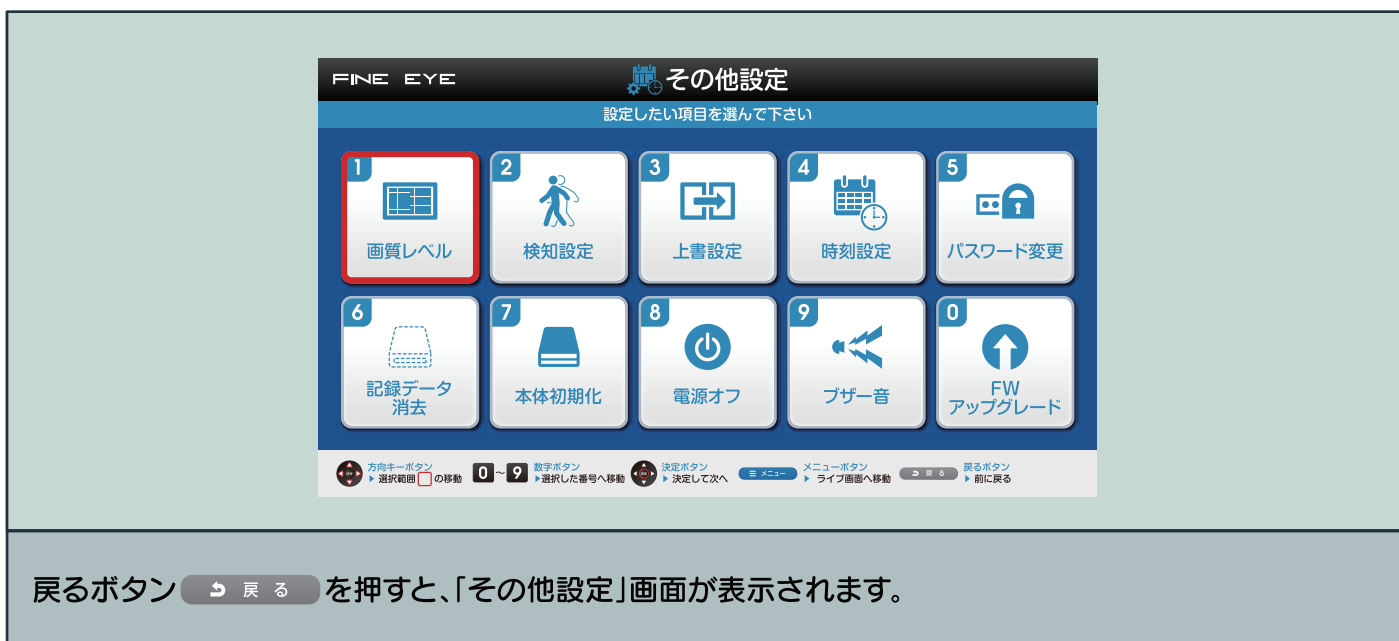 FINE EYE
その他設定
設定したい項目を選んで下さい
1
画質レベル
2
検知設定
3
上書設定
4
時刻設定
5
パスワード変更
6
記録データ
消去
7
本体初期化
8
電源オフ
9
ブザー音
0
FW
アップグレード
方向キーボタン
▶ 選択範囲 の移動
0～9
数字ボタン
▶選択した番号へ移動
決定ボタン
▶ 決定して次へ
メニュー
メニューボタン
▶ ライブ画面へ移動
戻る
戻るボタン
▶ 前に戻る
戻るボタン 戻る を押すと、「その他設定」画面が表示されます。